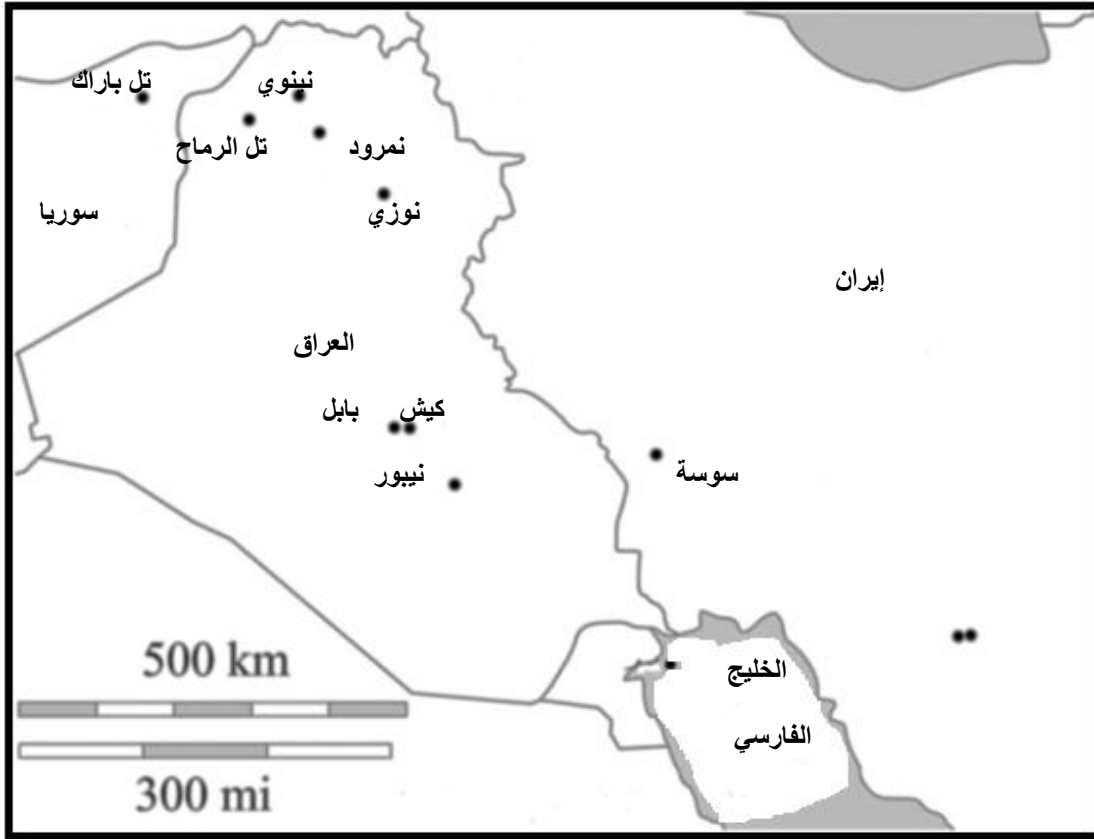 تل باراك
نينوي
تل الرماح
نمرود
سوريا
نوزي
إيران
العراق
كيش
بابل
نيبور
سوسة
الخليج
الفارسي
500 km
300 mi